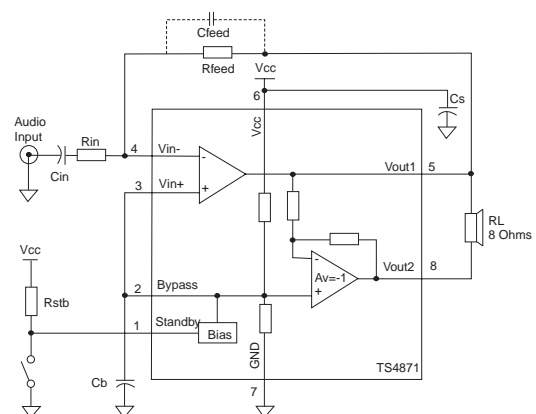 Cfeed
Rfeed
Vcc
6
Cs
Vcc
Audio
Input
Rin
4
Vin-
-
Cin
Vout1
5
3
Vin+
+
RL
8 Ohms
Vcc
Vout2
8
-
Av=-1
+
Rstb
2
Bypass
1
Standby
Bias
GND
TS4871
Cb
7